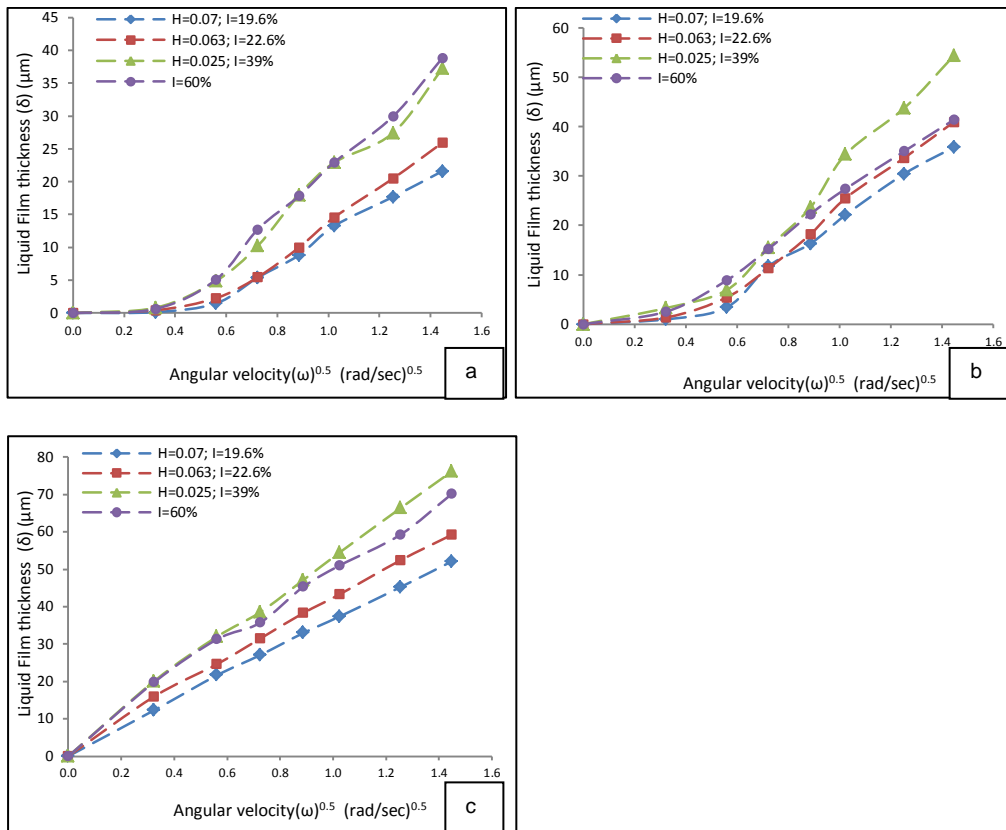 H=0.07; I=19.6%
H=0.063; I=22.6%
H=0.025; I=39%
I=60%
Liquid Film thickness (δ) (μm)
45
40
35
30
25
20
15
10
5
0
0.0 0.2 0.4 0.6 0.8 1.0 1.2 1.4 1.6
Angular velocity(ω)^0.5 (rad/sec)^0.5
a
H=0.07; I=19.6%
H=0.063; I=22.6%
H=0.025; I=39%
I=60%
Liquid Film thickness (δ) (μm)
60
50
40
30
20
10
0
0.0 0.2 0.4 0.6 0.8 1.0 1.2 1.4 1.6
Angular velocity(ω)^0.5 (rad/sec)^0.5
b
H=0.07; I=19.6%
H=0.063; I=22.6%
H=0.025; I=39%
I=60%
Liquid Film thickness (δ) (μm)
80
70
60
50
40
30
20
10
0
0.0 0.2 0.4 0.6 0.8 1.0 1.2 1.4 1.6
Angular velocity(ω)^0.5 (rad/sec)^0.5
c